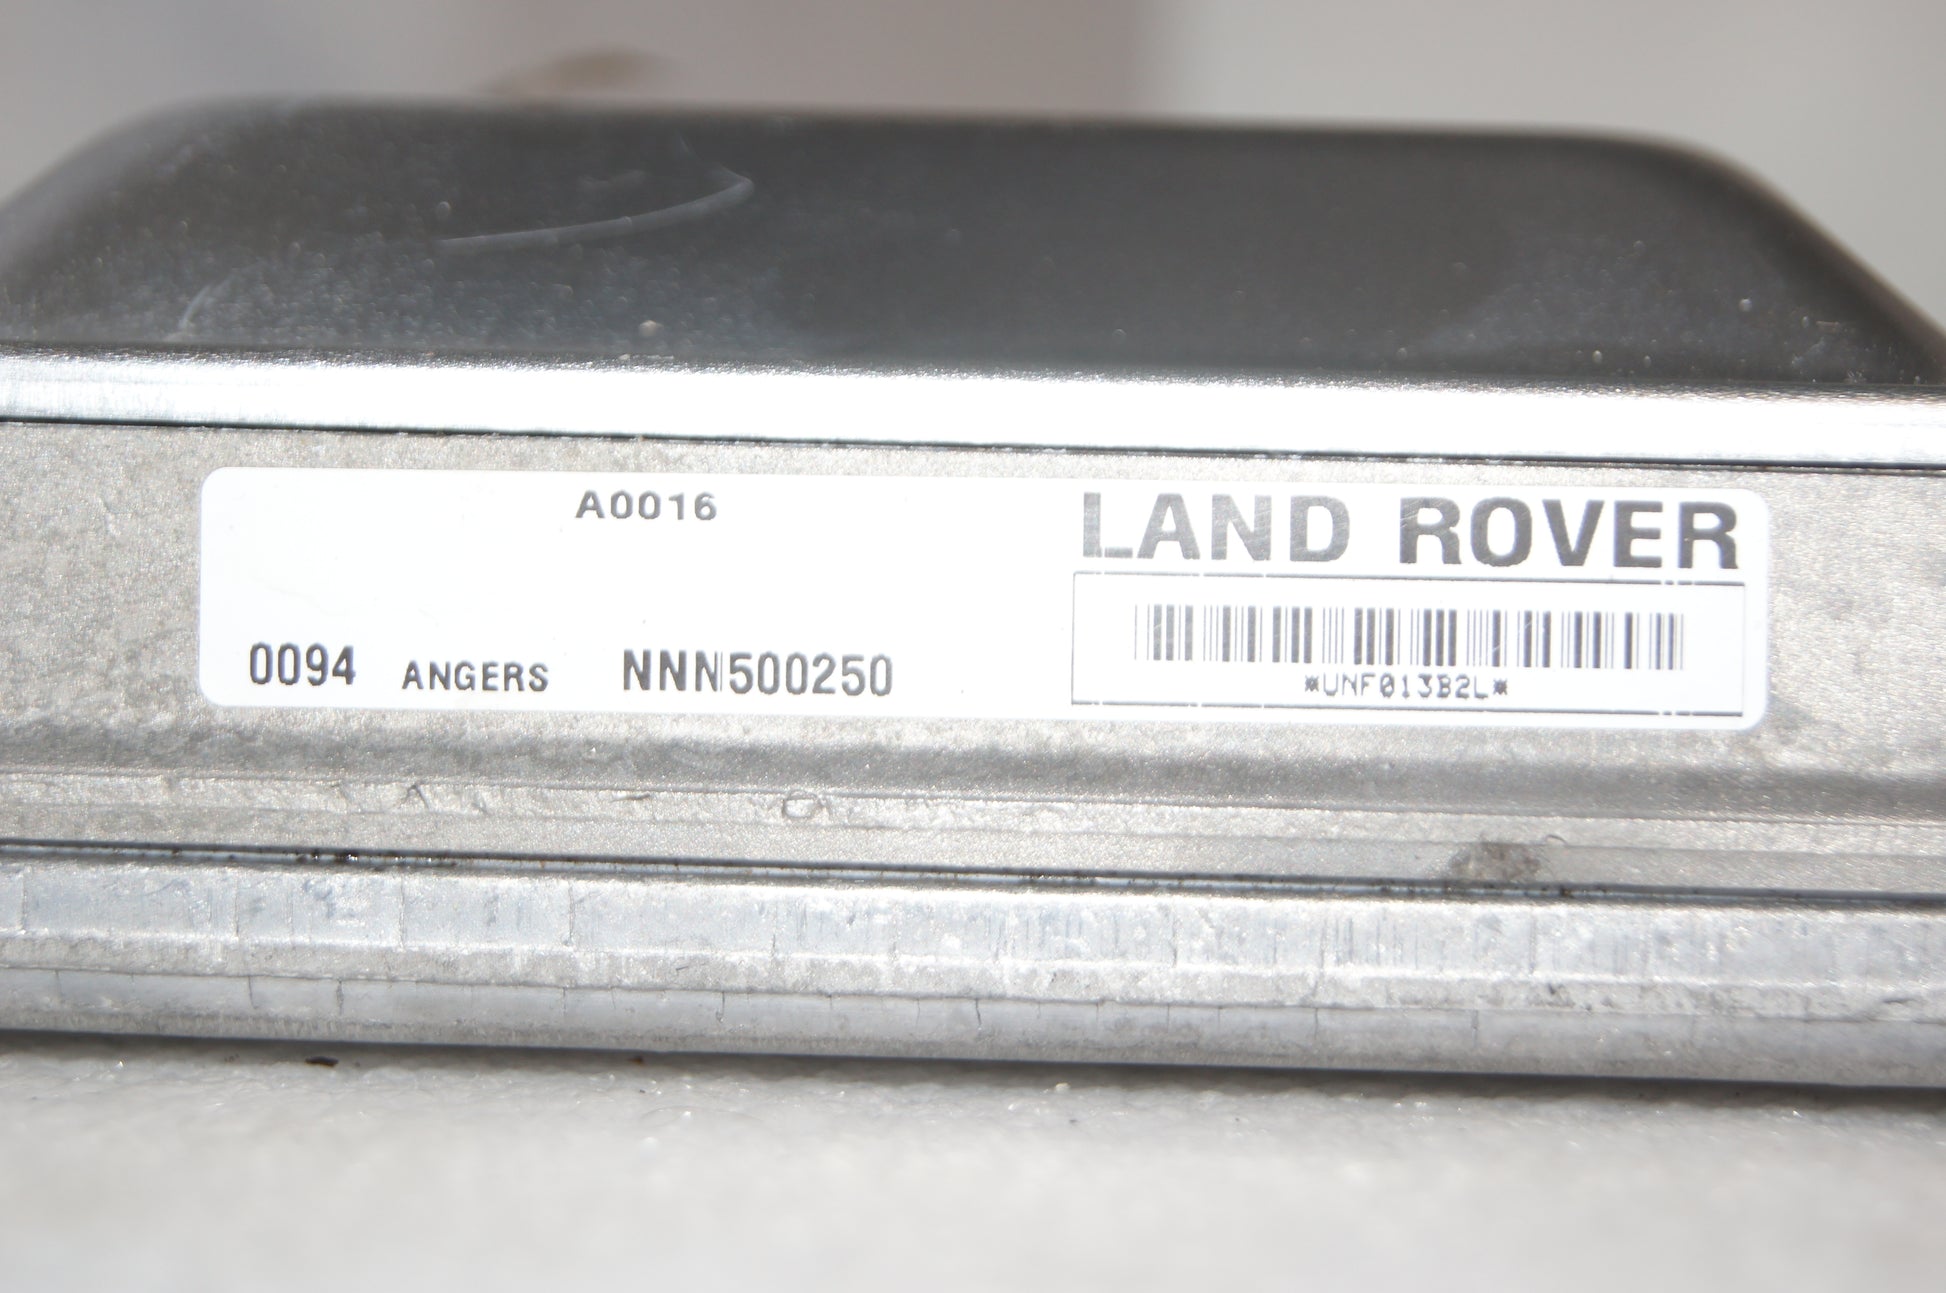 A0016
LAND ROVER
0094 ANGERS NNN500250
*UNF013B2L*